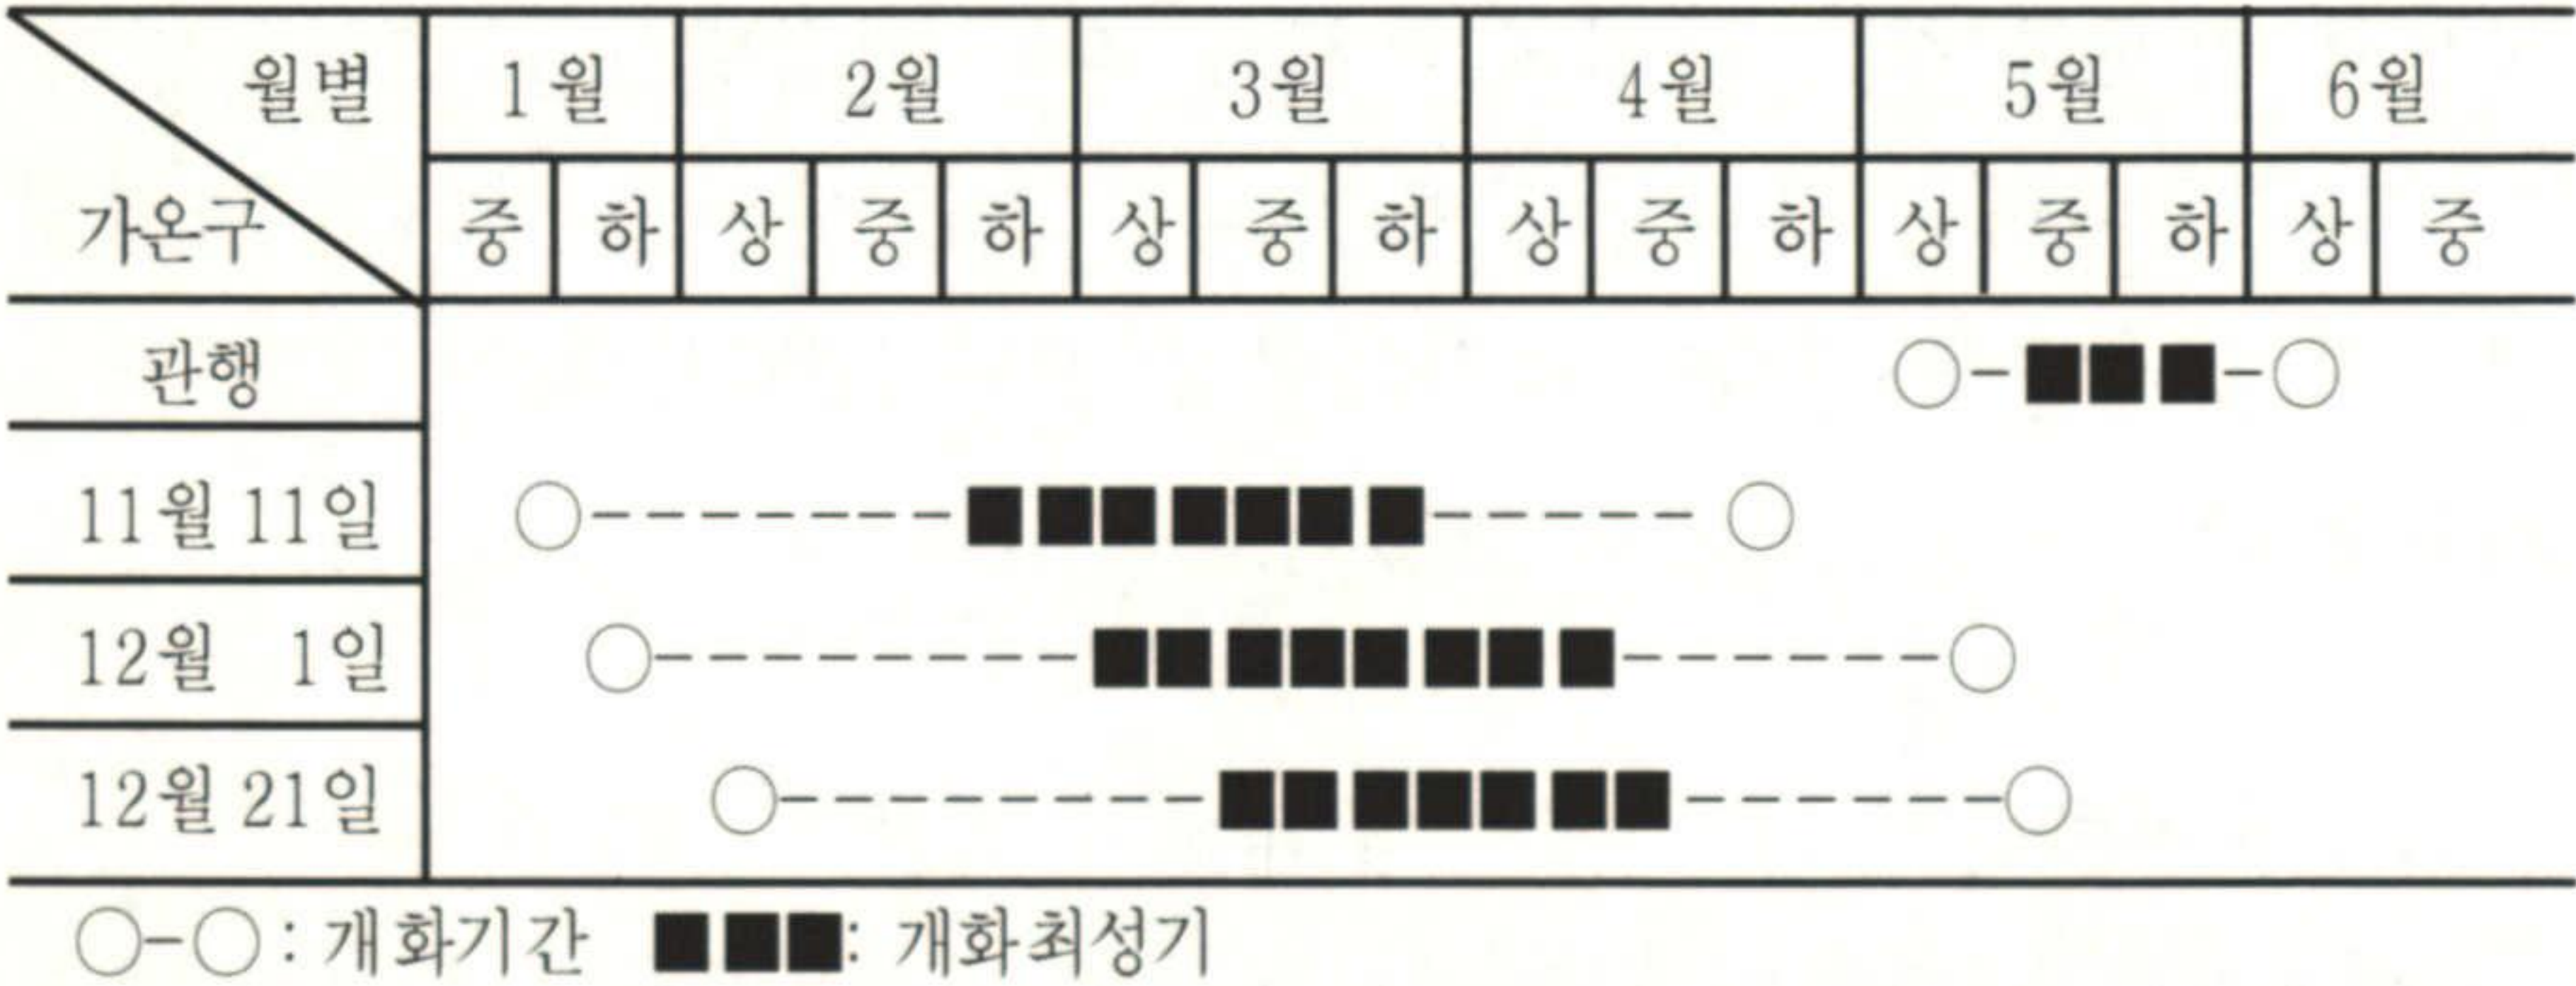 월별 1월 2월 3월 4월 5월 6월
가온구 중 하 상 중 하 상 중 하 상 중 하 상 중 하 상 중
관행
11월 11일
12월 1일
12월 21일
○-○ : 개화기간 ■■■: 개화최성기